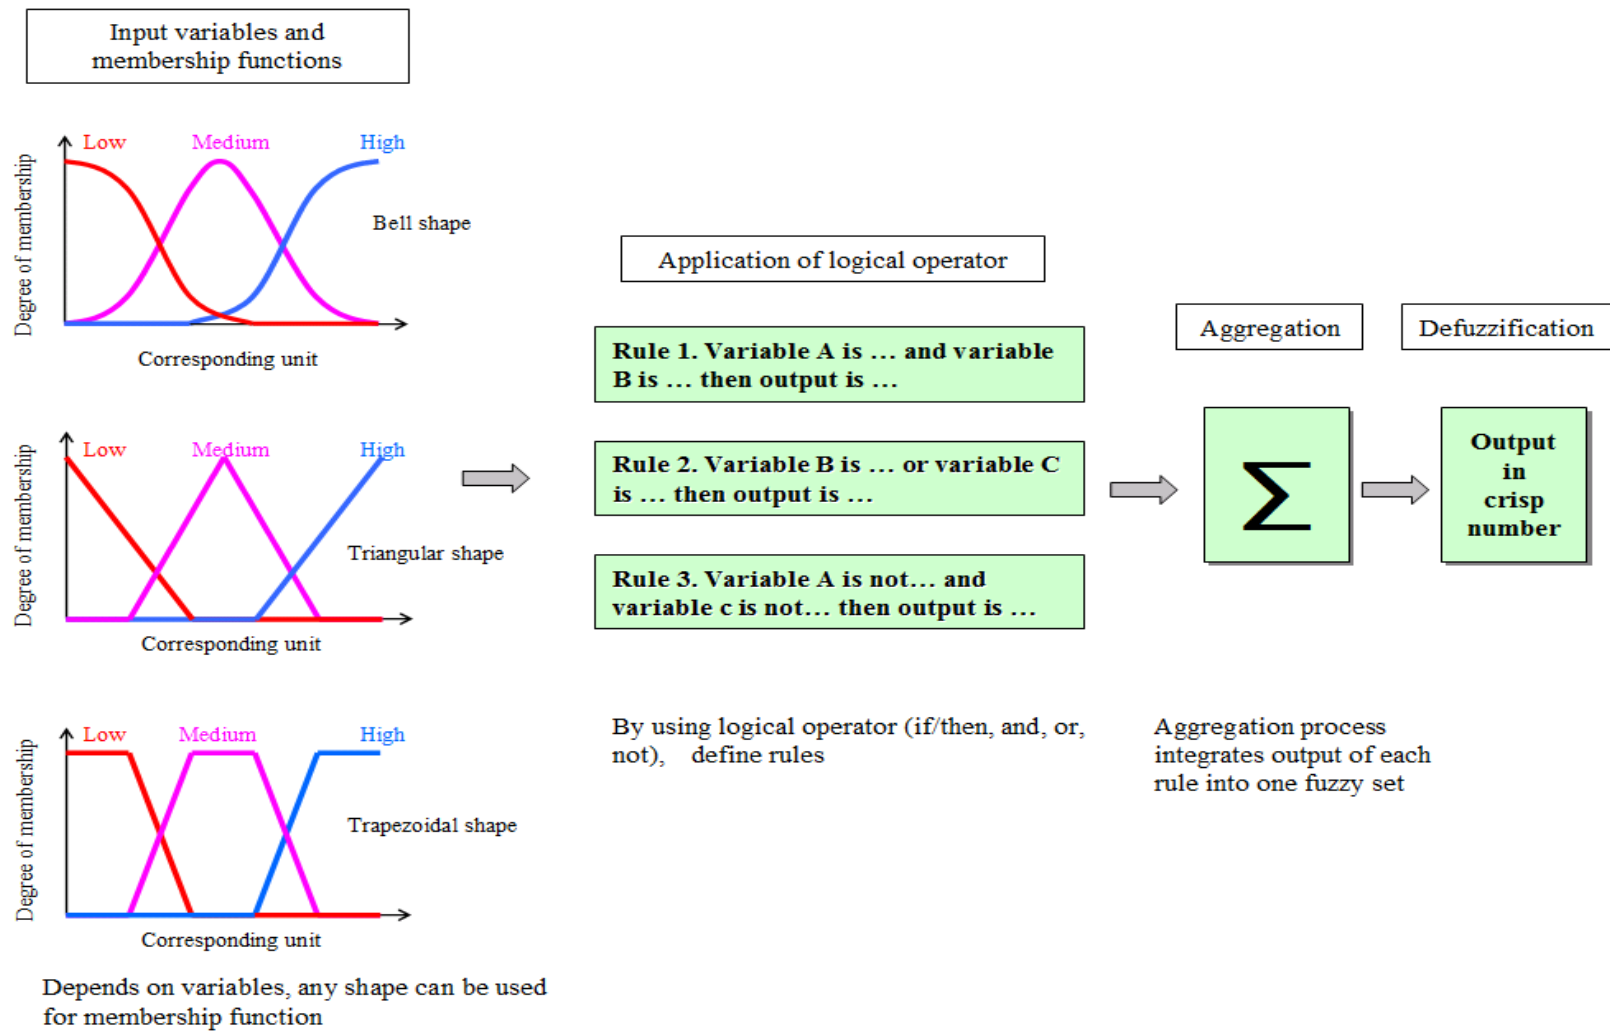 Input variables and
membership functions
Low
Medium
High
Degree of membership
Bell shape
Corresponding unit
Low
Medium
High
Degree of membership
Triangular shape
Corresponding unit
Low
Medium
High
Degree of membership
Trapezoidal shape
Corresponding unit
Depends on variables, any shape can be used
for membership function
Application of logical operator
Rule 1. Variable A is … and variable
B is … then output is …
Rule 2. Variable B is … or variable C
is … then output is …
Rule 3. Variable A is not… and
variable c is not… then output is …
By using logical operator (if/then, and, or,
not), define rules
Aggregation
∑
Aggregation process
integrates output of each
rule into one fuzzy set
Defuzzification
Output
in
crisp
number